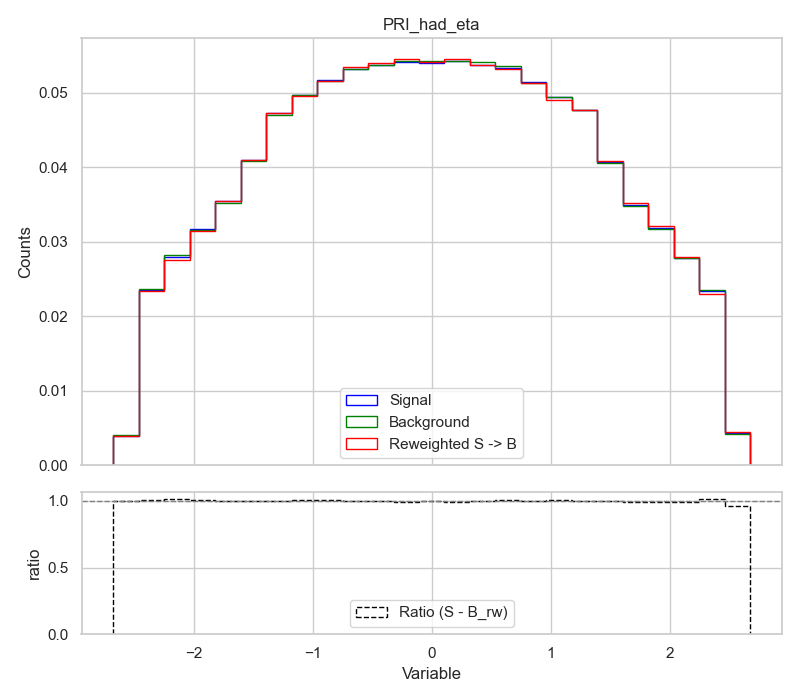 PRI_had_eta
Counts
0.05
0.04
0.03
0.02
0.01
0.00
Signal
Background
Reweighted S -> B
ratio
1.0
0.5
0.0
Ratio (S - B_rw)
−2 −1 0 1 2
Variable